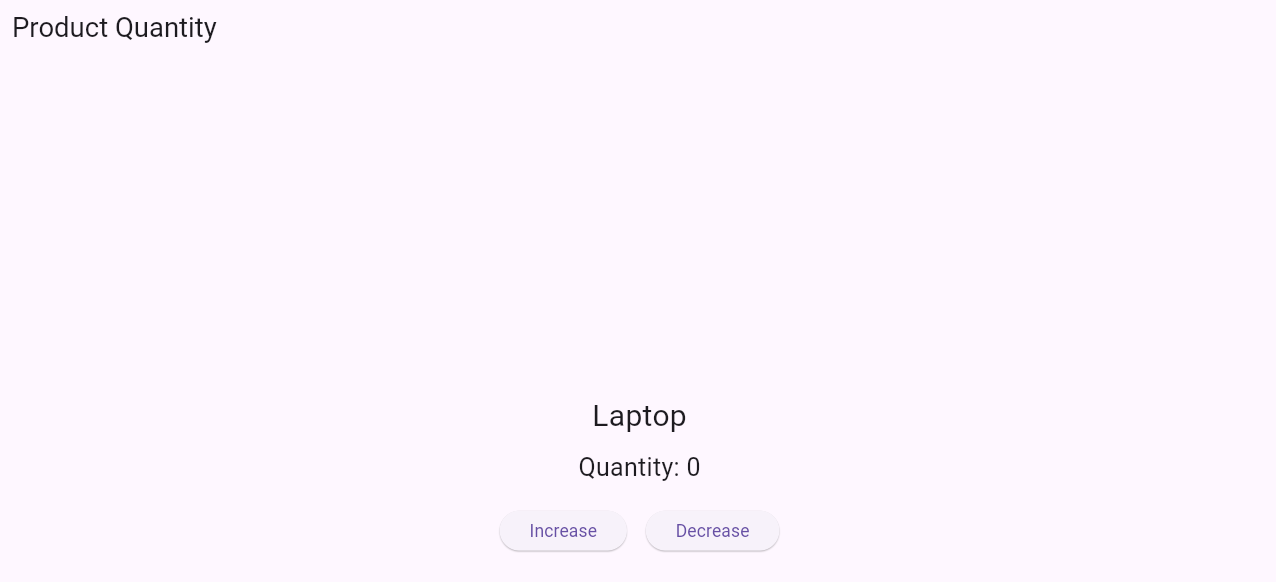 Product Quantity
Laptop
Quantity: 0
Increase Decrease